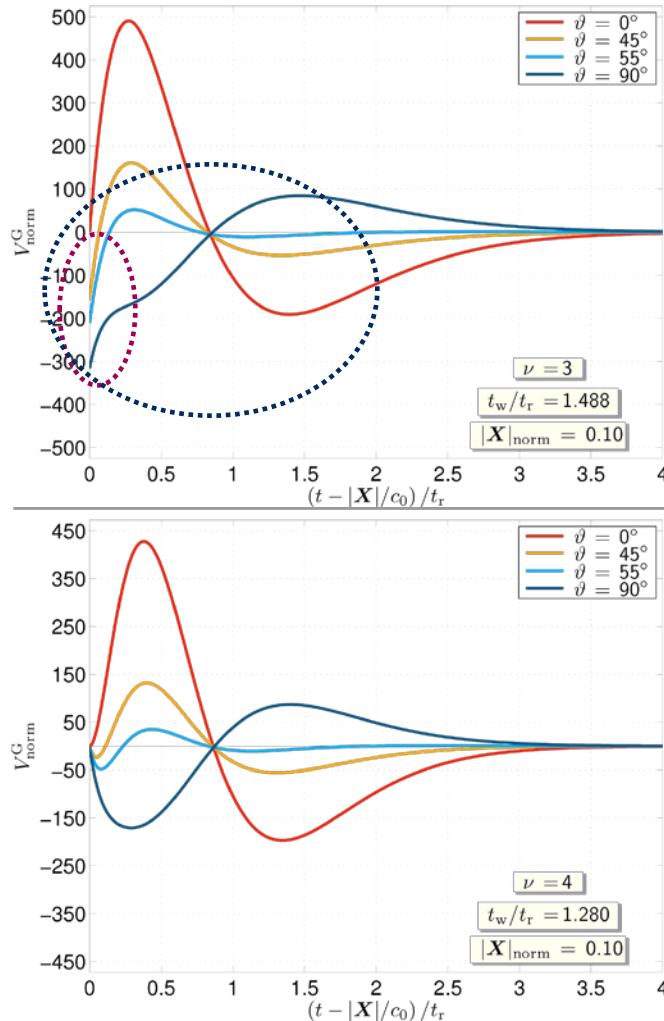 500
400
300
200
100
0
−100
−200
−300
−400
−500
V^G_norm
ϑ = 0°
ϑ = 45°
ϑ = 55°
ϑ = 90°
ν = 3
t_w/t_r = 1.488
|X|_norm = 0.10
0 0.5 1 1.5 2 2.5 3 3.5 4
(t − |X|/c_0)/t_r
450
350
250
150
50
−50
−150
−250
−350
−450
V^G_norm
ϑ = 0°
ϑ = 45°
ϑ = 55°
ϑ = 90°
ν = 4
t_w/t_r = 1.280
|X|_norm = 0.10
0 0.5 1 1.5 2 2.5 3 3.5 4
(t − |X|/c_0)/t_r